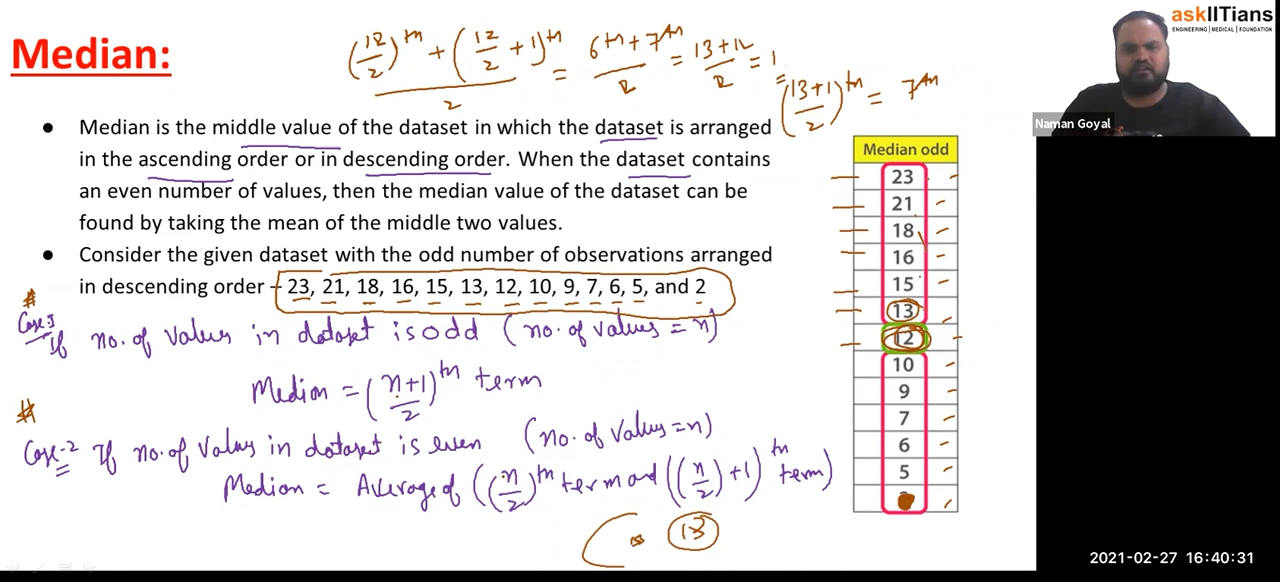 askIITians
ENGINEERING | MEDICAL | FOUNDATION
Median:
(12/2)^th + (12/2 + 1)^th / 2 = 6^th + 7^th / 2 = 13 + 12 / 2 = 1
(13+1 / 2)^th = 7^th
Naman Goyal
• Median is the middle value of the dataset in which the dataset is arranged
in the ascending order or in descending order. When the dataset contains
an even number of values, then the median value of the dataset can be
found by taking the mean of the middle two values.
• Consider the given dataset with the odd number of observations arranged
in descending order – 23, 21, 18, 16, 15, 13, 12, 10, 9, 7, 6, 5, and 2
# Case-I
If no. of values in dataset is odd (no. of values = n)
Median = (n+1 / 2)^th term
#
Case-2 If no. of values in dataset is even (no. of values = n)
Median = Average of ((n/2)^th term and ((n/2) + 1)^th term)
= 13
Median odd
23
21
18
16
15
13
12
10
9
7
6
5
2021-02-27 16:40:31